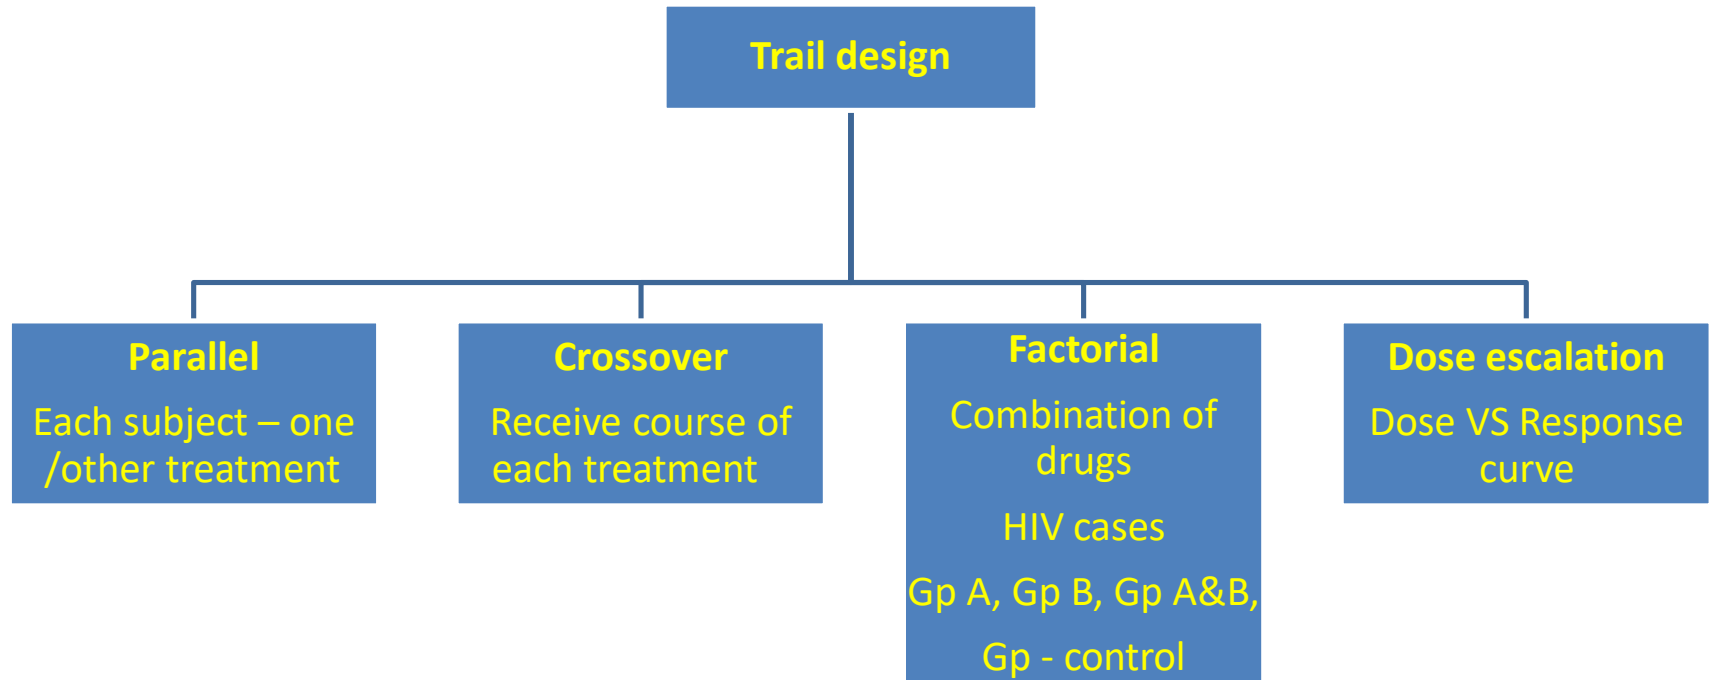 Trail design
Parallel
Each subject – one
/other treatment
Crossover
Receive course of
each treatment
Factorial
Combination of
drugs
HIV cases
Gp A, Gp B, Gp A&B,
Gp - control
Dose escalation
Dose VS Response
curve